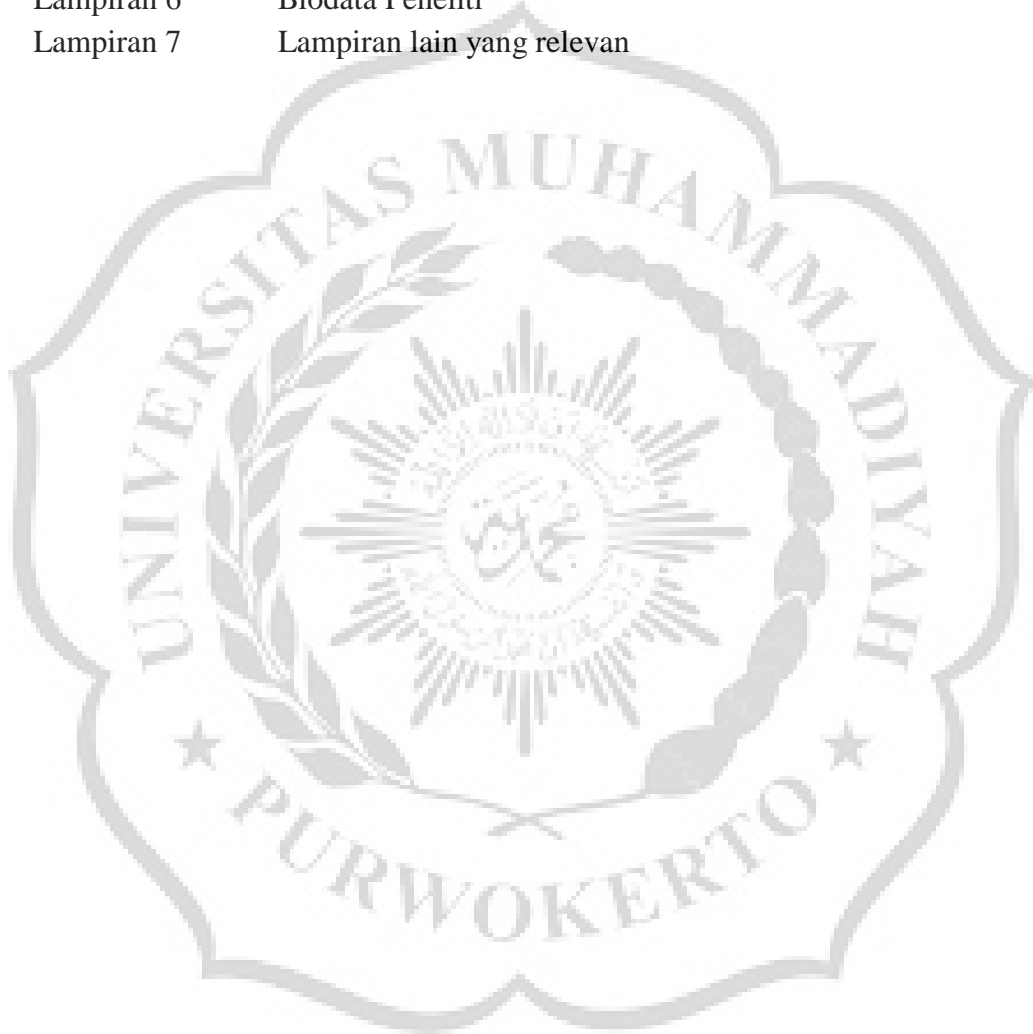 Lampiran 6 Biodata Peneliti
Lampiran 7 Lampiran lain yang relevan
UNIVERSITAS MUHAMMADIYAH
PURWOKERTO